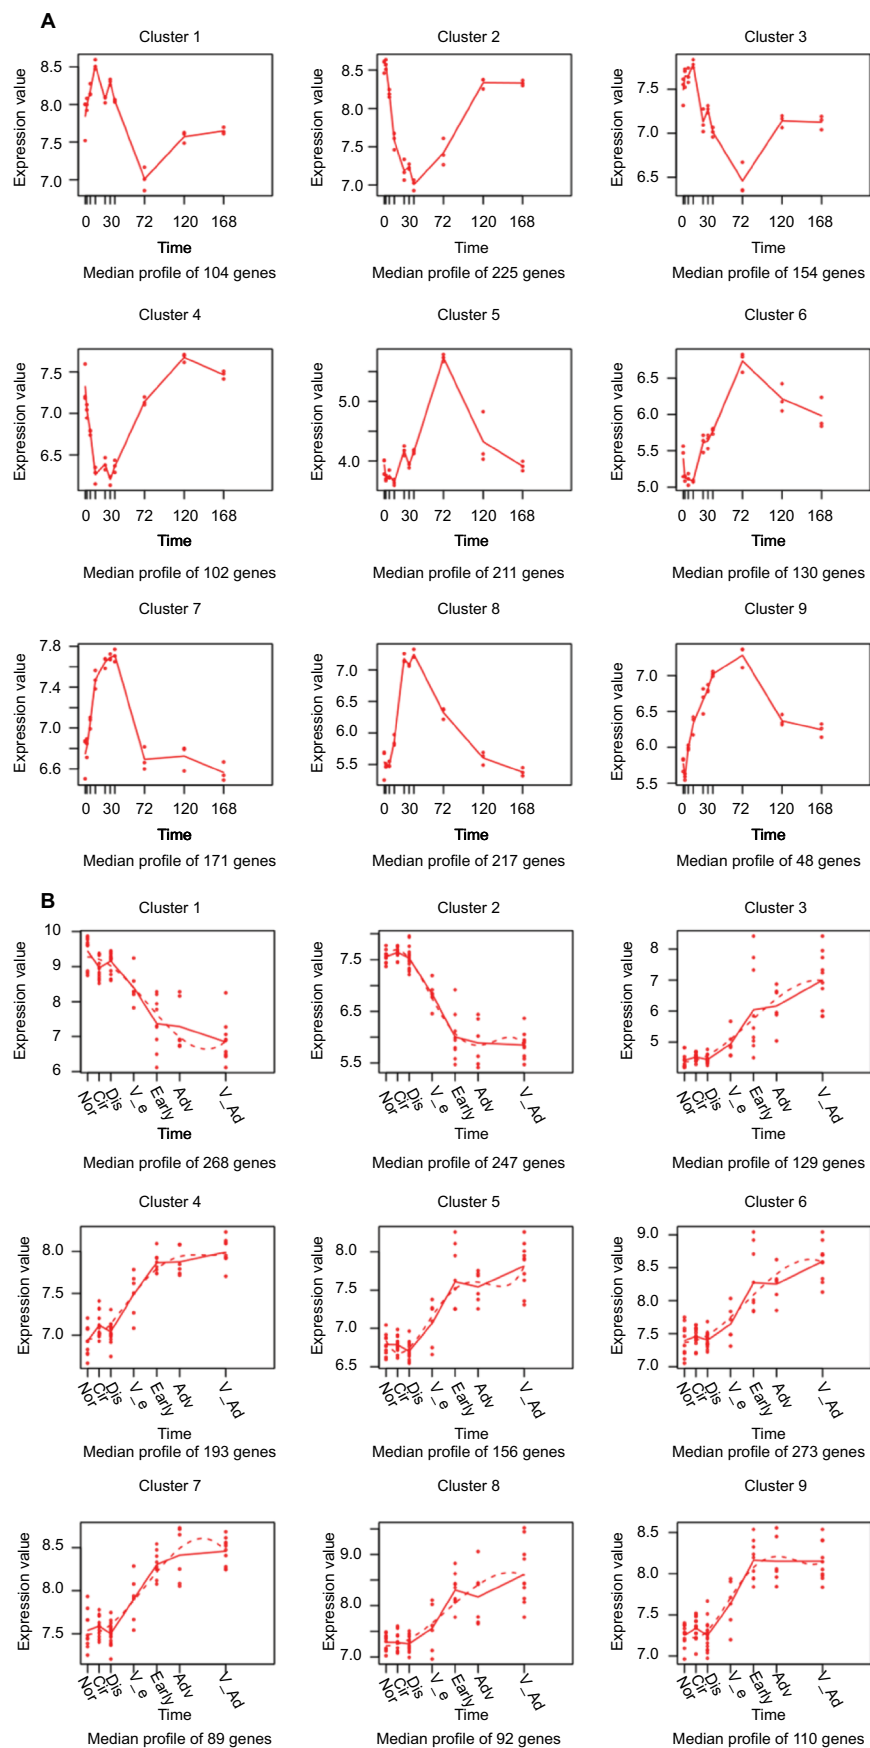 A
Cluster 1
Cluster 2
Cluster 3
Expression value
8.5
8.0
7.5
7.0
Expression value
8.5
8.0
7.5
7.0
Expression value
7.5
7.0
6.5
0 30 72 120 168
0 30 72 120 168
0 30 72 120 168
Time
Time
Time
Median profile of 104 genes
Median profile of 225 genes
Median profile of 154 genes
Cluster 4
Cluster 5
Cluster 6
Expression value
7.5
7.0
6.5
Expression value
5.0
4.0
Expression value
6.5
6.0
5.5
5.0
0 30 72 120 168
0 30 72 120 168
0 30 72 120 168
Time
Time
Time
Median profile of 102 genes
Median profile of 211 genes
Median profile of 130 genes
Cluster 7
Cluster 8
Cluster 9
Expression value
7.8
7.4
6.8
6.6
Expression value
7.0
6.5
6.0
5.5
Expression value
7.0
6.5
6.0
5.5
0 30 72 120 168
0 30 72 120 168
0 30 72 120 168
Time
Time
Time
Median profile of 171 genes
Median profile of 217 genes
Median profile of 48 genes
B
Cluster 1
Cluster 2
Cluster 3
Expression value
10
9
8
7
6
Expression value
7.5
6.5
5.5
Expression value
8
7
6
5
Nor Cir Dis V_e Early Adv V_Ad
Nor Cir Dis V_e Early Adv V_Ad
Nor Cir Dis V_e Early Adv V_Ad
Time
Time
Time
Median profile of 268 genes
Median profile of 247 genes
Median profile of 129 genes
Cluster 4
Cluster 5
Cluster 6
Expression value
8.0
7.5
7.0
Expression value
8.0
7.5
7.0
6.5
Expression value
9.0
8.5
8.0
7.5
7.0
Nor Cir Dis V_e Early Adv V_Ad
Nor Cir Dis V_e Early Adv V_Ad
Nor Cir Dis V_e Early Adv V_Ad
Time
Time
Time
Median profile of 193 genes
Median profile of 156 genes
Median profile of 273 genes
Cluster 7
Cluster 8
Cluster 9
Expression value
8.5
8.0
7.5
Expression value
9.0
8.0
7.0
Expression value
8.5
8.0
7.5
7.0
Nor Cir Dis V_e Early Adv V_Ad
Nor Cir Dis V_e Early Adv V_Ad
Nor Cir Dis V_e Early Adv V_Ad
Time
Time
Time
Median profile of 89 genes
Median profile of 92 genes
Median profile of 110 genes